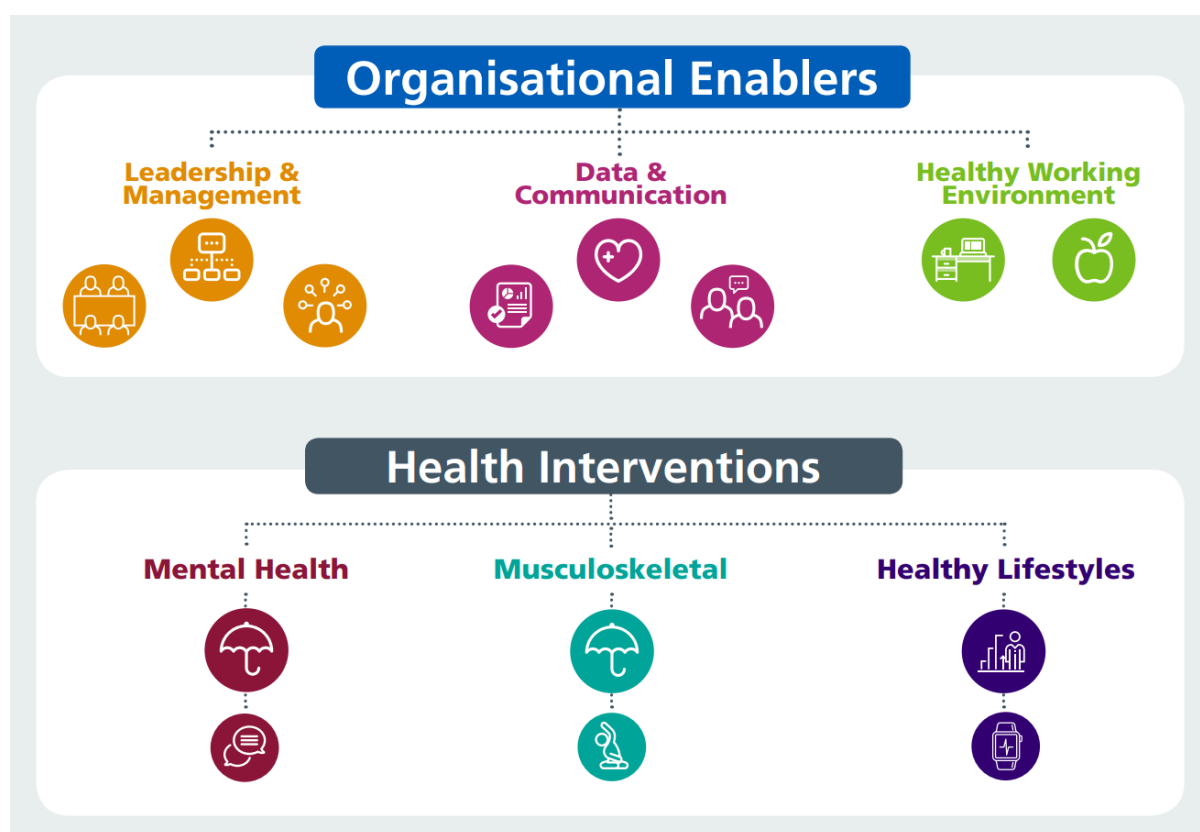 Organisational Enablers
Leadership &
Management
Data &
Communication
Healthy Working
Environment
Health Interventions
Mental Health
Musculoskeletal
Healthy Lifestyles